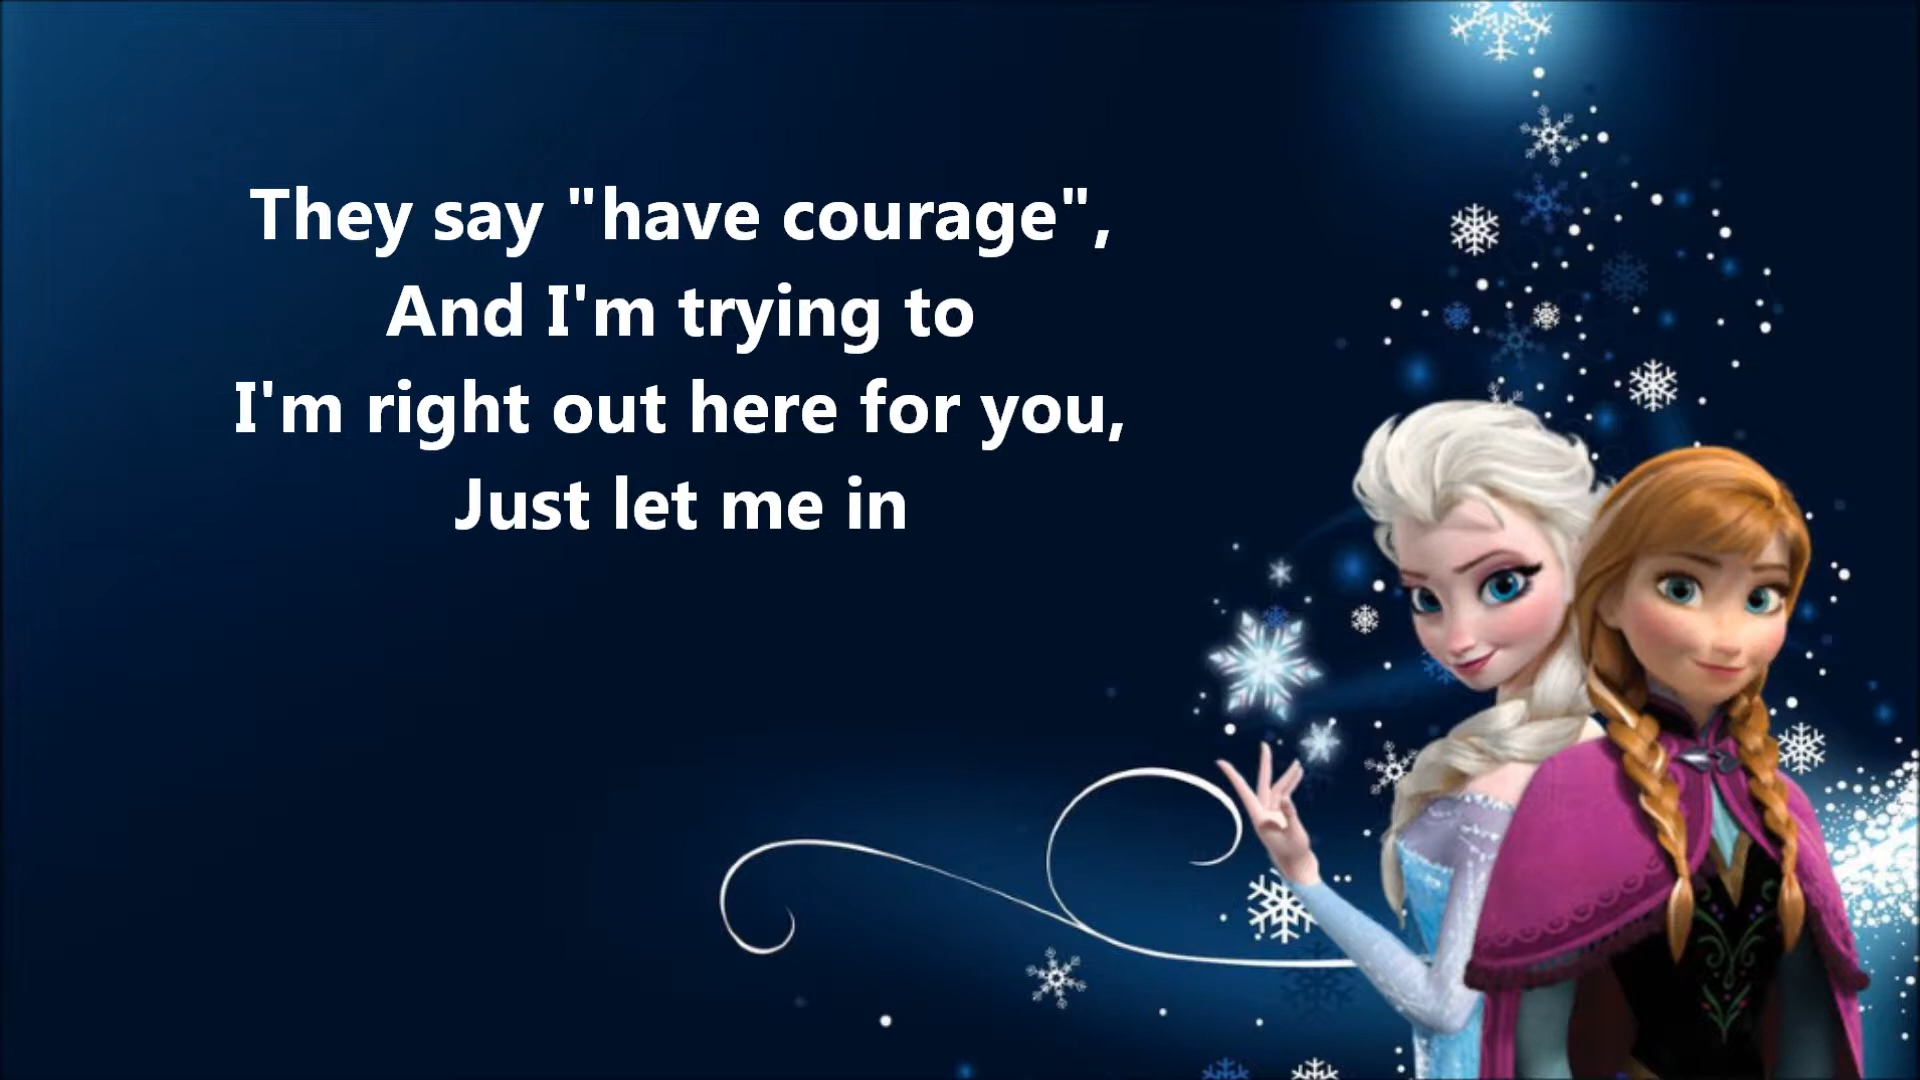 They say "have courage",
And I'm trying to
I'm right out here for you,
Just let me in